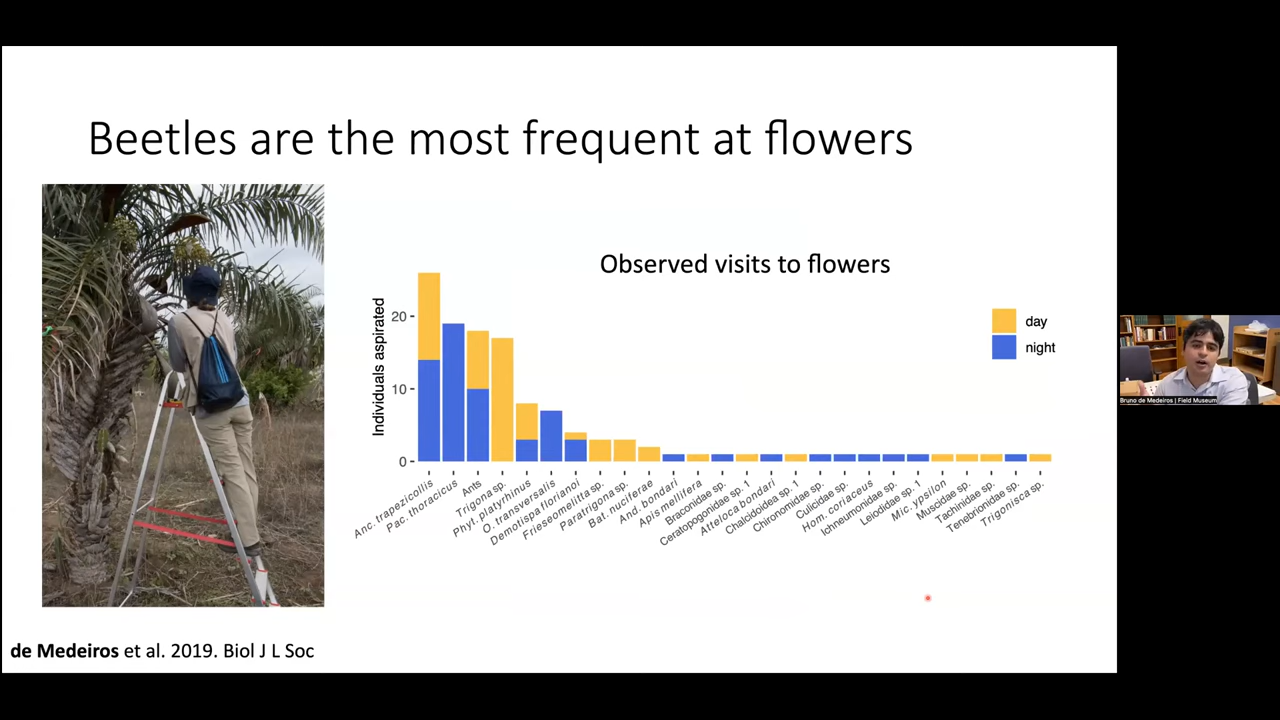 Beetles are the most frequent at flowers
Observed visits to flowers
Individuals aspirated
20
10
0
day
night
Anc. trapezicollis
Pac. thoracicus
Ants
Trigona sp.
Phyt. platyrhinus
O. transversalis
Demotispa florianoi
Frieseomelitta sp.
Paratrigona sp.
Bat. nuciferae
And. bondari
Apis mellifera
Braconidae sp.
Ceratopogonidae sp. 1
Atteloca bondari
Chalcidoidea sp. 1
Chironomidae sp.
Culicidae sp.
Hom. coriaceus
Ichneumonidae sp.
Leiodidae sp. 1
Mic. ypsilon
Muscidae sp.
Tachinidae sp.
Tenebrionidae sp.
Trigonisca sp.
de Medeiros et al. 2019. Biol J L Soc
Bruno de Medeiros | Field Museum